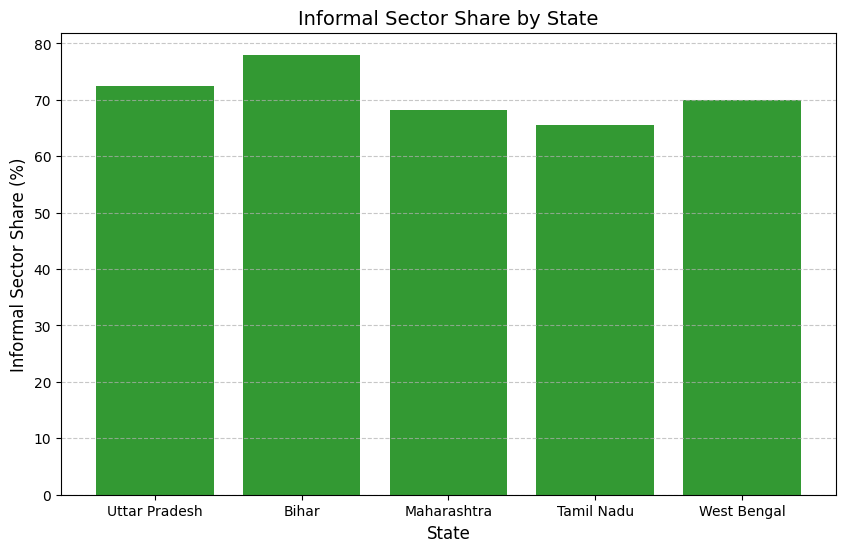 Informal Sector Share by State
Informal Sector Share (%)
80
70
60
50
40
30
20
10
0
Uttar Pradesh Bihar Maharashtra Tamil Nadu West Bengal
State